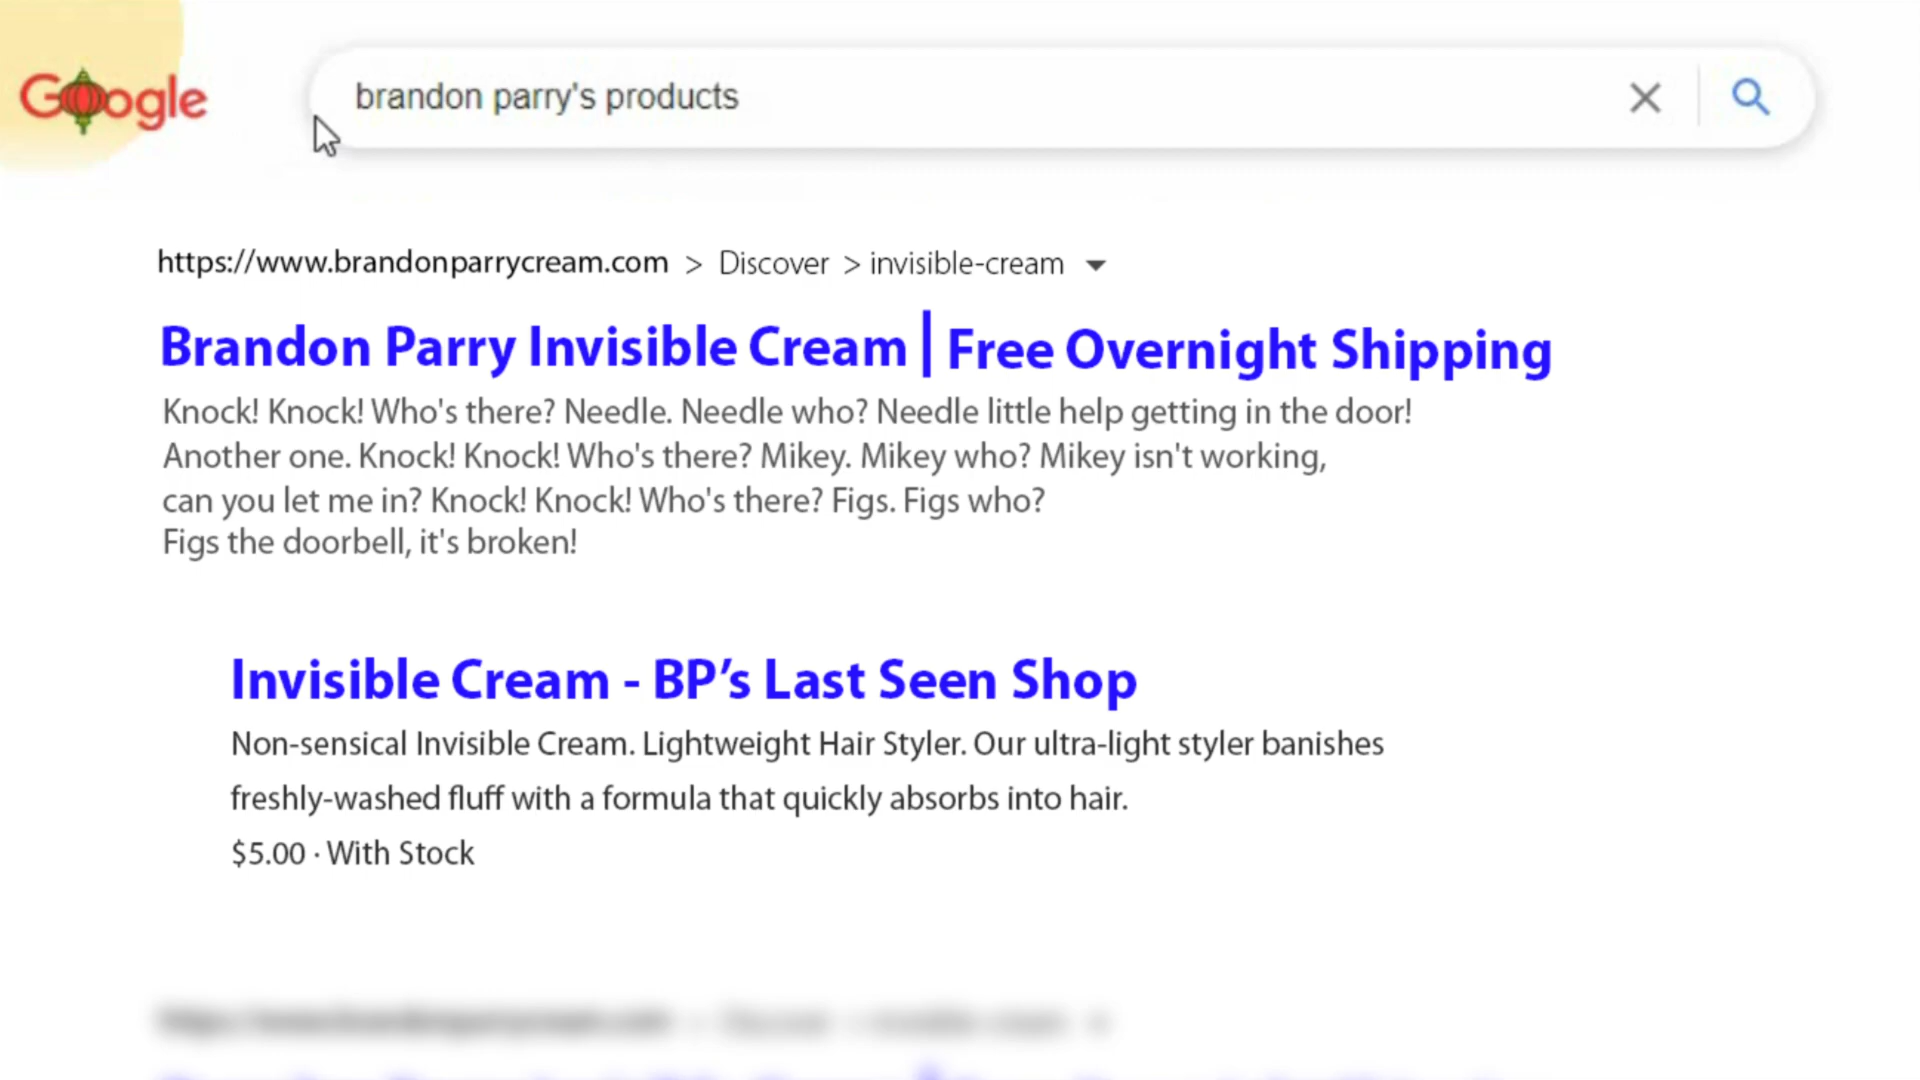 Google
brandon parry's products
https://www.brandonparrycream.com > Discover > invisible-cream
Brandon Parry Invisible Cream | Free Overnight Shipping
Knock! Knock! Who's there? Needle. Needle who? Needle little help getting in the door!
Another one. Knock! Knock! Who's there? Mikey. Mikey who? Mikey isn't working,
can you let me in? Knock! Knock! Who's there? Figs. Figs who?
Figs the doorbell, it's broken!
Invisible Cream - BP’s Last Seen Shop
Non-sensical Invisible Cream. Lightweight Hair Styler. Our ultra-light styler banishes
freshly-washed fluff with a formula that quickly absorbs into hair.
$5.00 · With Stock